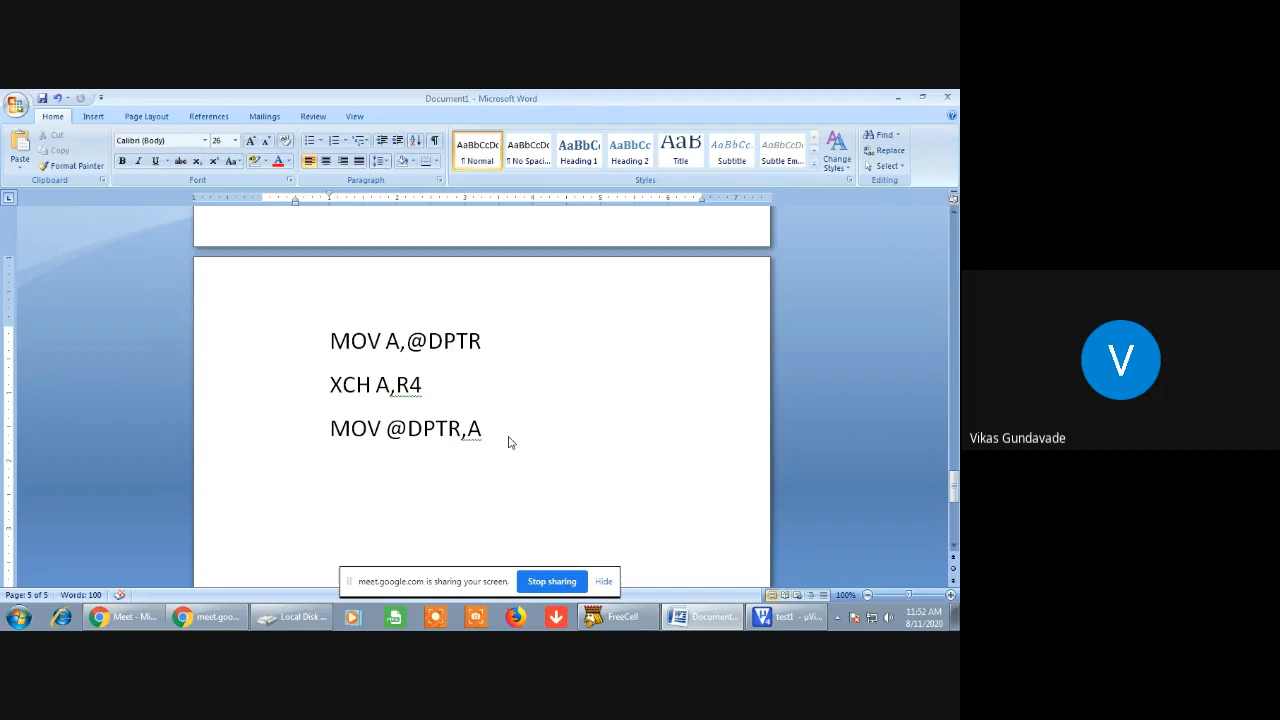 Document1 - Microsoft Word
Home Insert Page Layout References Mailings Review View
Paste
Cut
Copy
Format Painter
Clipboard
Calibri (Body) 26
Font
Paragraph
AaBbCcDc AaBbCcDc AaBbCc AaBbCc AaB AaBbCc. AaBbCcDc
¶ Normal ¶ No Spaci... Heading 1 Heading 2 Title Subtitle Subtle Em...
Styles
Change Styles
Find
Replace
Select
Editing
MOV A,@DPTR
XCH A,R4
MOV @DPTR,A
meet.google.com is sharing your screen. Stop sharing Hide
Page: 5 of 5 Words: 100 100%
Meet - Mi... meet.goo... Local Disk ... FreeCell Document... test1 - µVi...
11:52 AM
8/11/2020
V
Vikas Gundavade